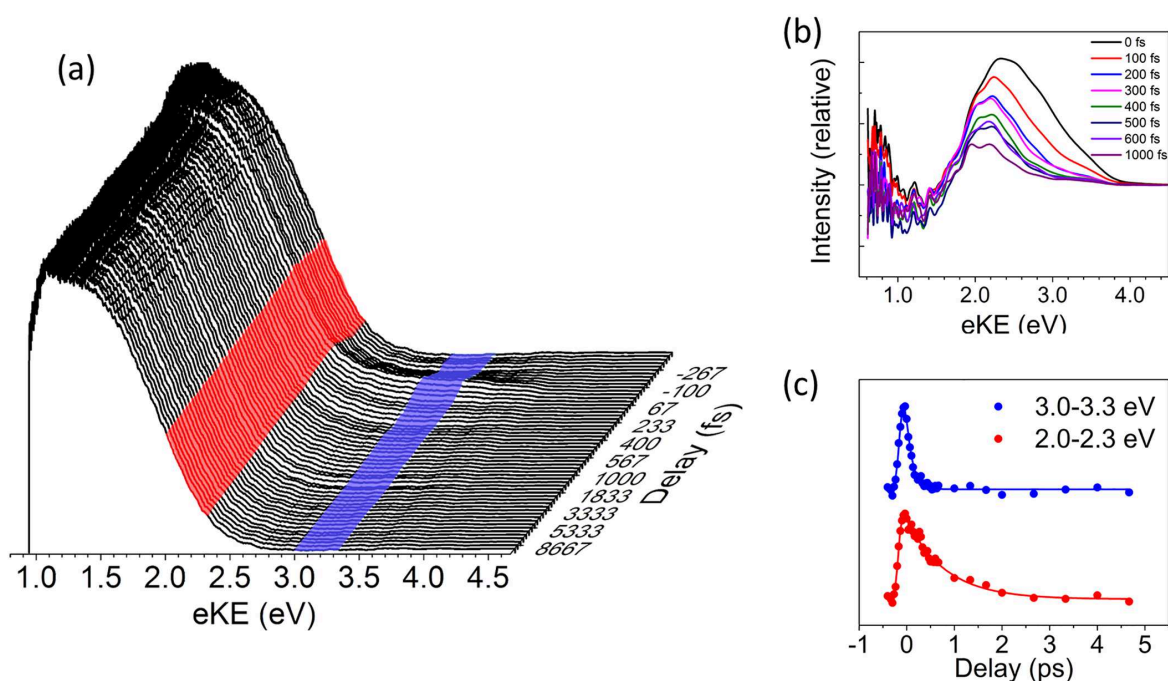 (a)
-267
-100
67
233
400
567
1000
1833
3333
5333
8667
Delay (fs)
1.0 1.5 2.0 2.5 3.0 3.5 4.0 4.5
eKE (eV)
(b)
Intensity (relative)
0 fs
100 fs
200 fs
300 fs
400 fs
500 fs
600 fs
1000 fs
1.0 2.0 3.0 4.0
eKE (eV)
(c)
3.0-3.3 eV
2.0-2.3 eV
-1 0 1 2 3 4 5
Delay (ps)